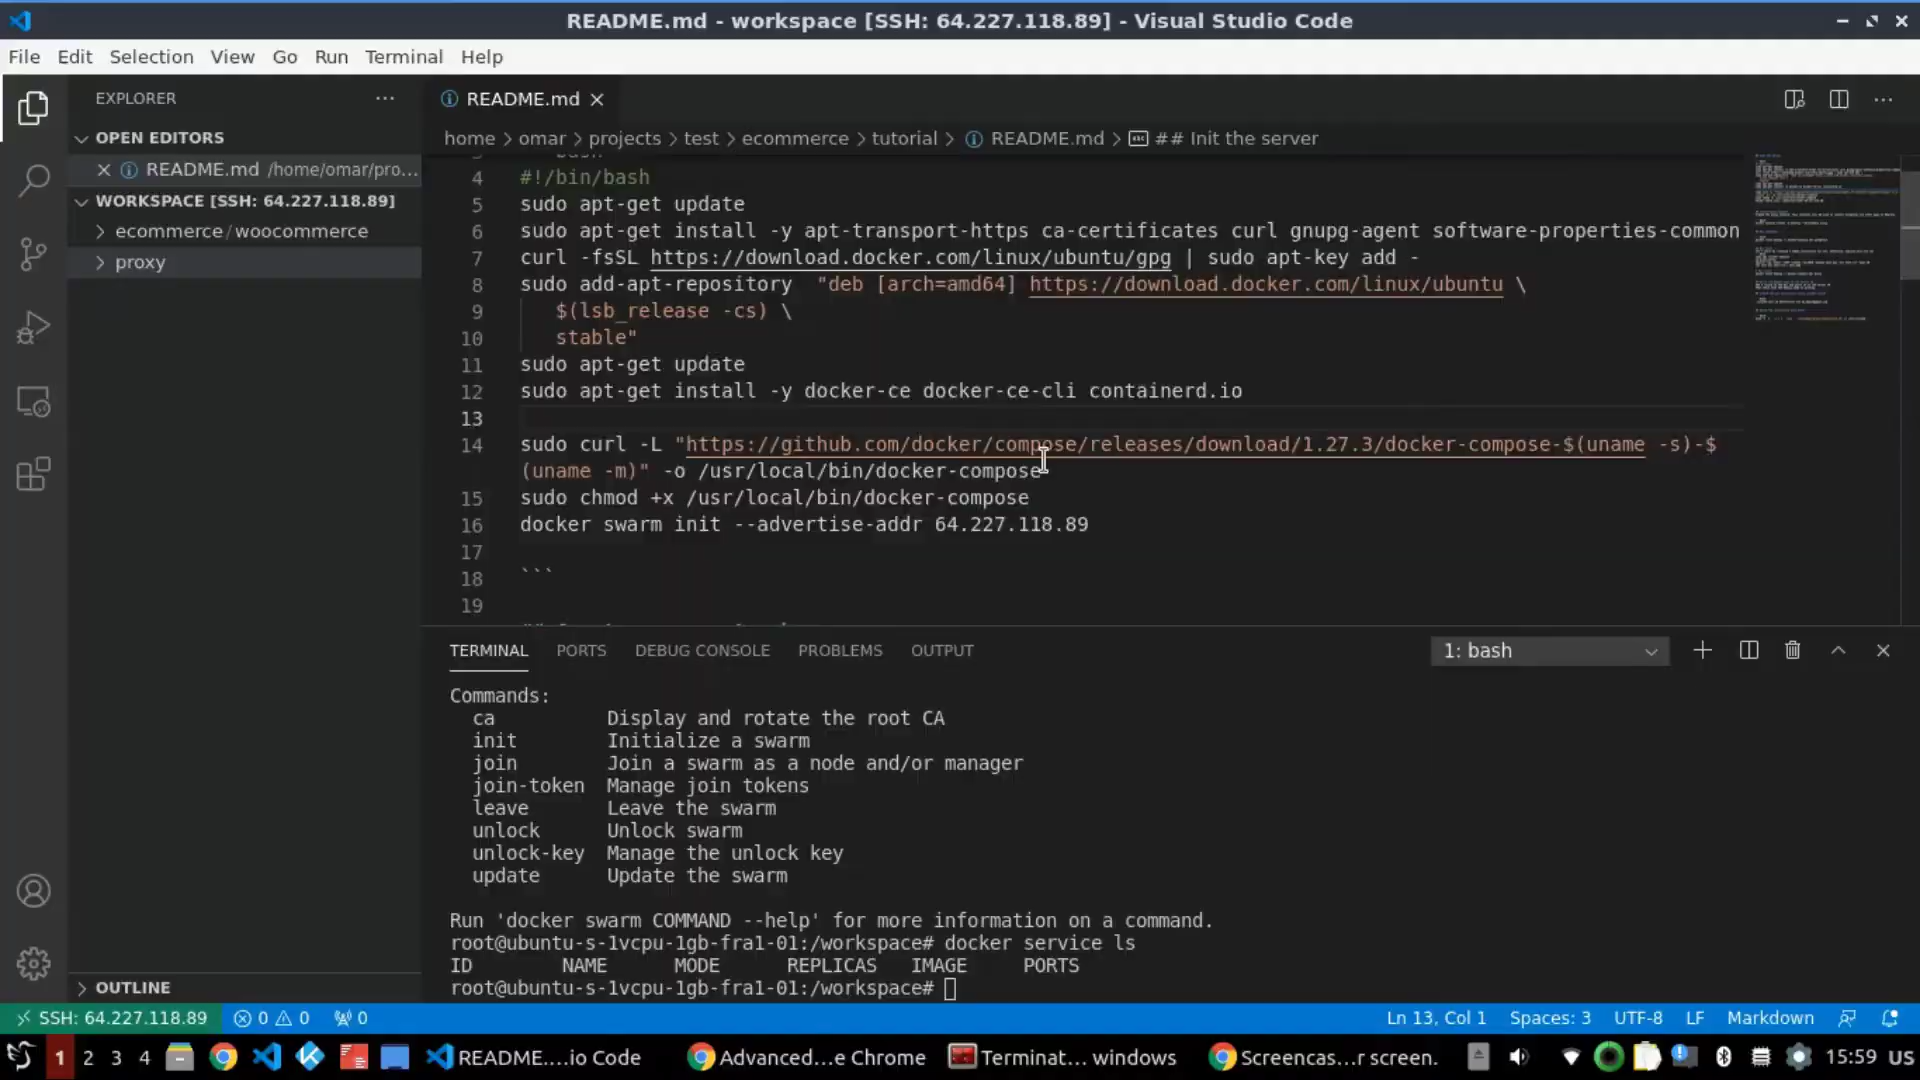 README.md - workspace [SSH: 64.227.118.89] - Visual Studio Code
File Edit Selection View Go Run Terminal Help
EXPLORER
README.md
OPEN EDITORS
home > omar > projects > test > ecommerce > tutorial > README.md > ## Init the server
README.md /home/omar/pro...
WORKSPACE [SSH: 64.227.118.89]
ecommerce / woocommerce
proxy
4 #!/bin/bash
5 sudo apt-get update
6 sudo apt-get install -y apt-transport-https ca-certificates curl gnupg-agent software-properties-common
7 curl -fsSL https://download.docker.com/linux/ubuntu/gpg | sudo apt-key add -
8 sudo add-apt-repository  "deb [arch=amd64] https://download.docker.com/linux/ubuntu \
9 $(lsb_release -cs) \
10 stable"
11 sudo apt-get update
12 sudo apt-get install -y docker-ce docker-ce-cli containerd.io
13
14 sudo curl -L "https://github.com/docker/compose/releases/download/1.27.3/docker-compose-$(uname -s)-$
(uname -m)" -o /usr/local/bin/docker-compose
15 sudo chmod +x /usr/local/bin/docker-compose
16 docker swarm init --advertise-addr 64.227.118.89
17
18 ```
19
TERMINAL PORTS DEBUG CONSOLE PROBLEMS OUTPUT 1: bash
Commands:
ca Display and rotate the root CA
init Initialize a swarm
join Join a swarm as a node and/or manager
join-token Manage join tokens
leave Leave the swarm
unlock Unlock swarm
unlock-key Manage the unlock key
update Update the swarm
Run 'docker swarm COMMAND --help' for more information on a command.
root@ubuntu-s-1vcpu-1gb-fra1-01:/workspace# docker service ls
ID NAME MODE REPLICAS IMAGE PORTS
root@ubuntu-s-1vcpu-1gb-fra1-01:/workspace#
OUTLINE
SSH: 64.227.118.89 0 0 0 Ln 13, Col 1 Spaces: 3 UTF-8 LF Markdown
1 2 3 4 README....io Code Advanced...e Chrome Terminat... windows Screencas...r screen. 15:59 US